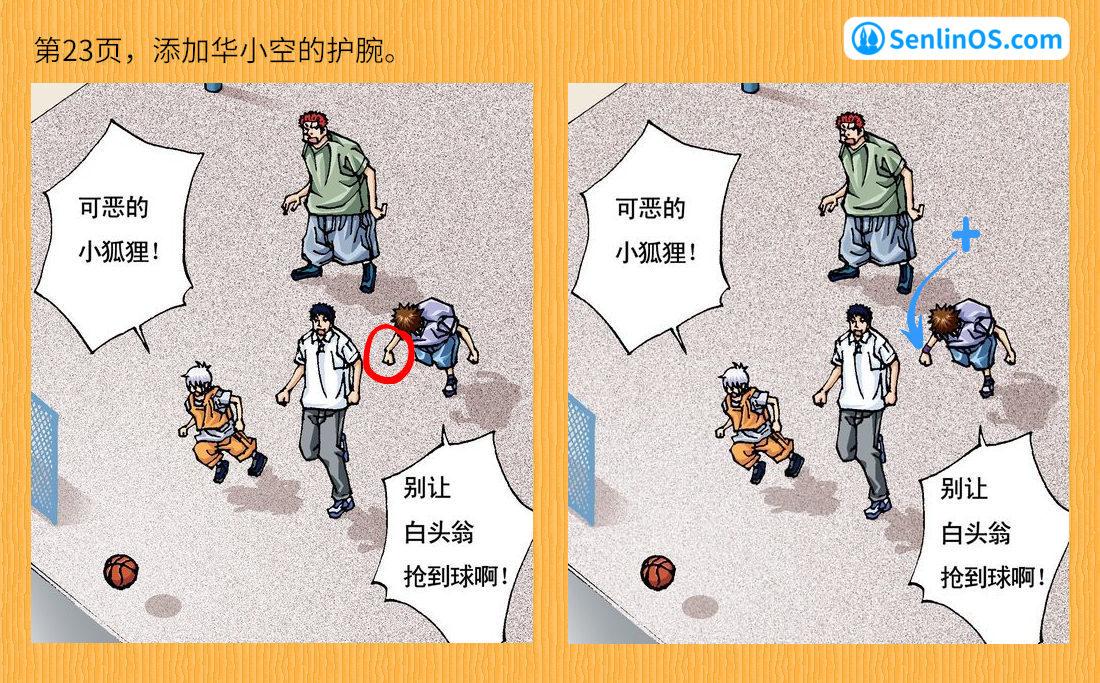 第23页，添加华小空的护腕。
SenlinOS.com
可恶的
小狐狸！
别让
白头翁
抢到球啊！
可恶的
小狐狸！
别让
白头翁
抢到球啊！